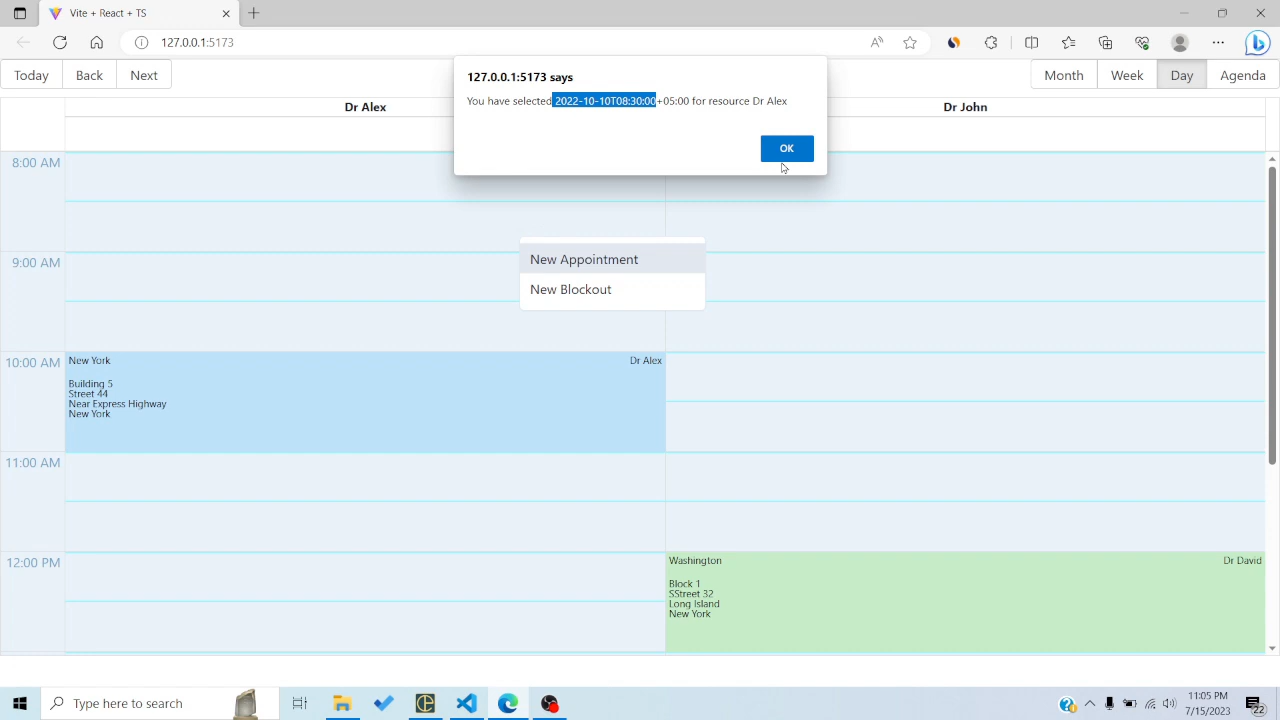 Vite + React + TS
127.0.0.1:5173
Today Back Next
Month Week Day Agenda
127.0.0.1:5173 says
You have selected 2022-10-10T08:30:00+05:00 for resource Dr Alex
OK
Dr Alex Dr John
8:00 AM
9:00 AM
New Appointment
New Blockout
10:00 AM
New York Dr Alex
Building 5
Street 44
Near Express Highway
New York
11:00 AM
12:00 PM
Washington Dr David
Block 1
SStreet 32
Long Island
New York
Type here to search
11:05 PM
7/15/2023
22